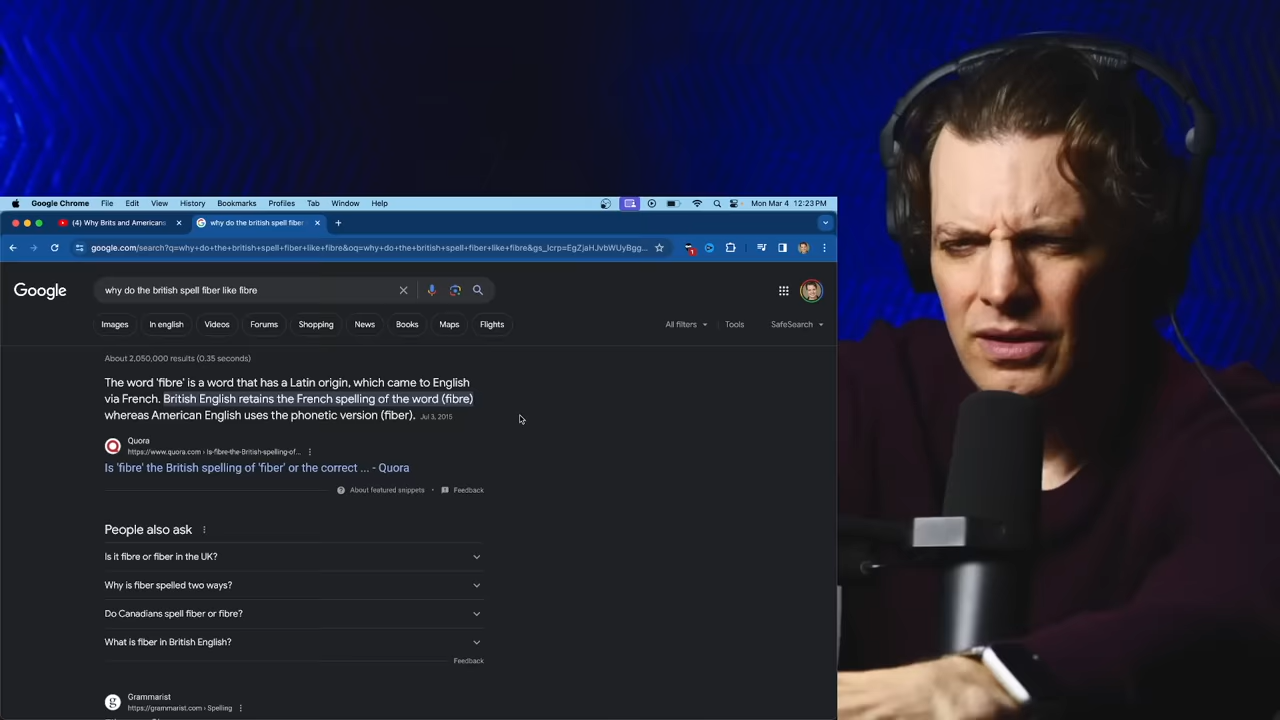 Google Chrome File Edit View History Bookmarks Profiles Tab Window Help Mon Mar 4 12:23 PM
(4) Why Brits and Americans
why do the british spell fiber
google.com/search?q=why+do+the+british+spell+fiber+like+fibre&oq=why+do+the+british+spell+fiber+like+fibre&gs_lcrp=EgZjaHJvbWUyBgg...
1
Google
why do the british spell fiber like fibre
Images In english Videos Forums Shopping News Books Maps Flights All filters Tools SafeSearch
About 2,050,000 results (0.35 seconds)
The word 'fibre' is a word that has a Latin origin, which came to English
via French. British English retains the French spelling of the word (fibre)
whereas American English uses the phonetic version (fiber). Jul 3, 2015
Quora
https://www.quora.com › Is-fibre-the-British-spelling-of...
Is 'fibre' the British spelling of 'fiber' or the correct ... - Quora
About featured snippets • Feedback
People also ask
Is it fibre or fiber in the UK?
Why is fiber spelled two ways?
Do Canadians spell fiber or fibre?
What is fiber in British English?
Feedback
g
Grammarist
https://grammarist.com › Spelling